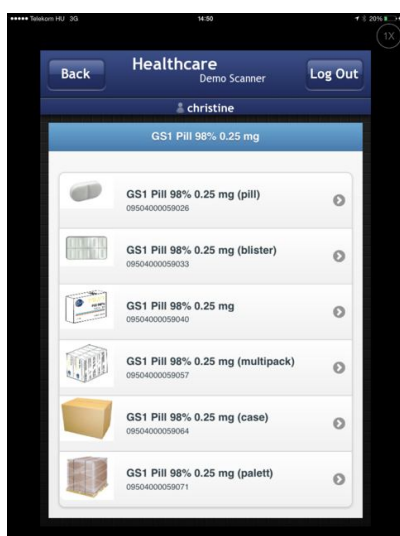 Telekom HU 3G 14:50 20%
1X
Healthcare
Back Demo Scanner Log Out
christine
GS1 Pill 98% 0.25 mg
GS1 Pill 98% 0.25 mg (pill)
09504000059026
GS1 Pill 98% 0.25 mg (blister)
09504000059033
GS1 Pill 98% 0.25 mg
09504000059040
GS1 Pill 98% 0.25 mg (multipack)
09504000059057
GS1 Pill 98% 0.25 mg (case)
09504000059064
GS1 Pill 98% 0.25 mg (palett)
09504000059071